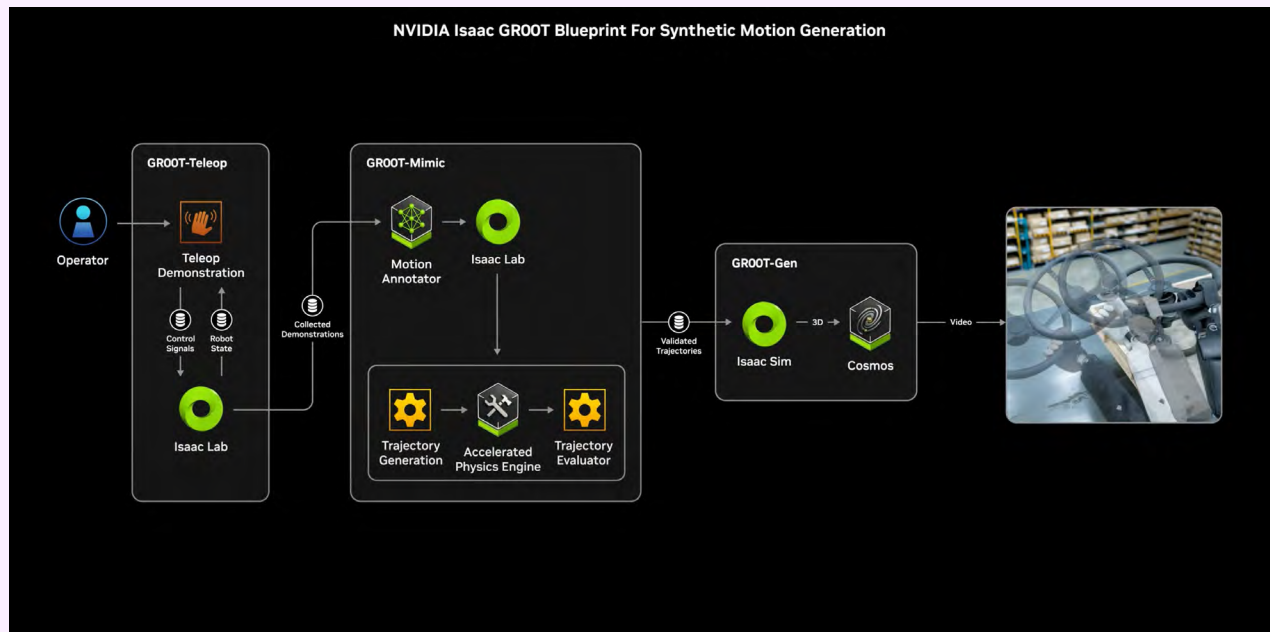 NVIDIA Isaac GR00T Blueprint For Synthetic Motion Generation
GR00T-Teleop
Operator
Teleop
Demonstration
Control
Signals
Robot
State
Isaac Lab
Collected
Demonstrations
GR00T-Mimic
Motion
Annotator
Isaac Lab
Trajectory
Generation
Accelerated
Physics Engine
Trajectory
Evaluator
Validated
Trajectories
GR00T-Gen
Isaac Sim
3D
Cosmos
Video